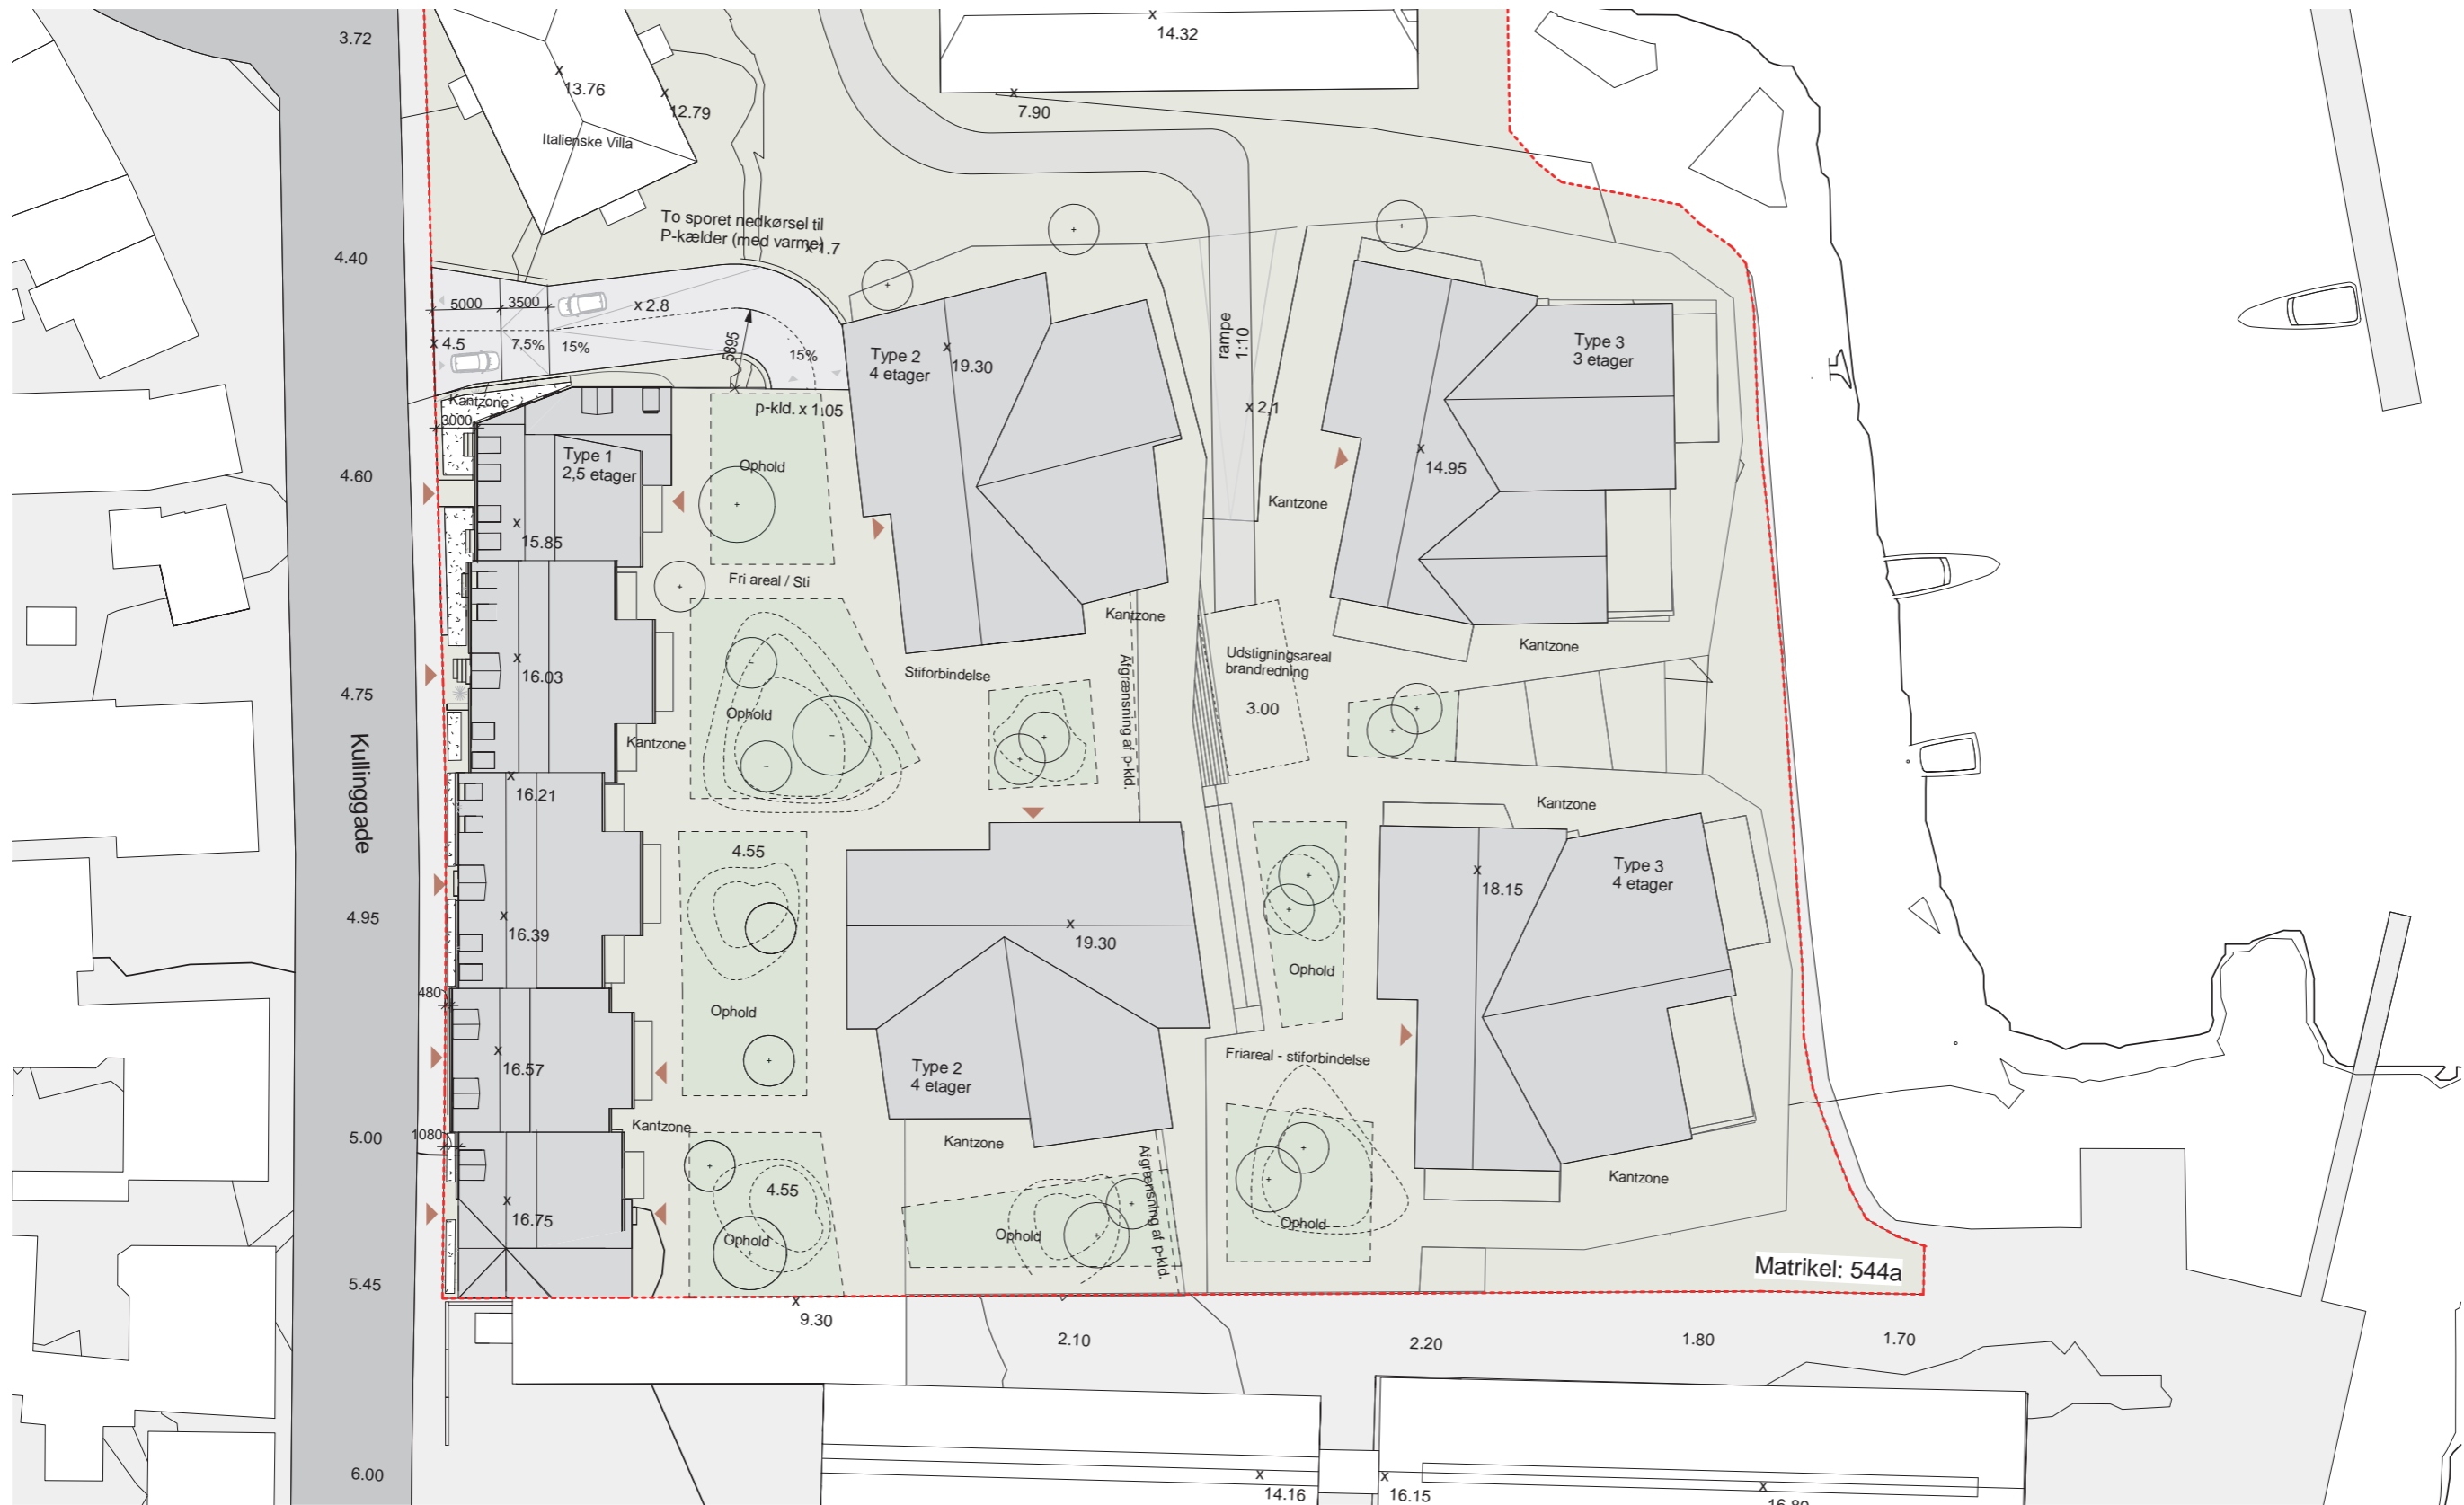 3.72
14.32
13.76
12.79
7.90
Italienske Villa
To sporet nedkørsel til
P-kælder (med varme)
x 1.7
4.40
5000
3500
x 2.8
x 4.5
7,5%
15%
5895
15%
Type 2
4 etager
19.30
rampe
1:10
Type 3
3 etager
Kantzone
3000
p-kld. x 1.05
x 2,1
4.60
Type 1
2,5 etager
Ophold
14.95
Kantzone
15.85
Fri areal / Sti
Kantzone
Kantzone
16.03
Stiforbindelse
Udstigningsareal
brandredning
4.75
Ophold
3.00
Afgrænsning af p-kld.
Kullinggade
Kantzone
16.21
Kantzone
4.55
Type 3
4 etager
18.15
4.95
16.39
19.30
Ophold
480
Ophold
16.57
Type 2
4 etager
Friareal - stiforbindelse
5.00
1080
Kantzone
Kantzone
Afgrænsning af p-kld.
Kantzone
4.55
16.75
Ophold
Ophold
Ophold
Matrikel: 544a
5.45
9.30
2.10
2.20
1.80
1.70
6.00
14.16
16.15